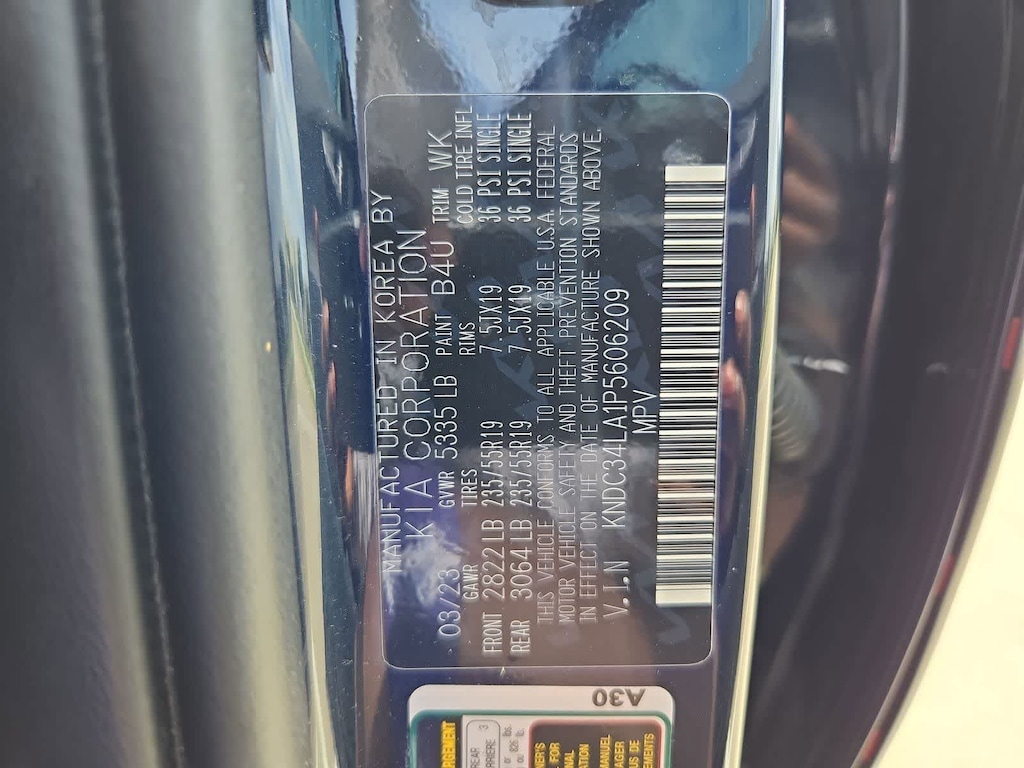 MANUFACTURED IN KOREA BY
KIA CORPORATION
03/23 GVWR 5335 LB PAINT B4U TRIM WK
GAWR TIRES RIMS COLD TIRE INFL
FRONT 2822 LB 235/55R19 7.5JX19 36 PSI SINGLE
REAR 3064 LB 235/55R19 7.5JX19 36 PSI SINGLE
THIS VEHICLE CONFORMS TO ALL APPLICABLE U.S.A. FEDERAL
MOTOR VEHICLE SAFETY AND THEFT PREVENTION STANDARDS
IN EFFECT ON THE DATE OF MANUFACTURE SHOWN ABOVE.
V.I.N KNDC34LA1P5606209
MPV
A30
3
MANUEL